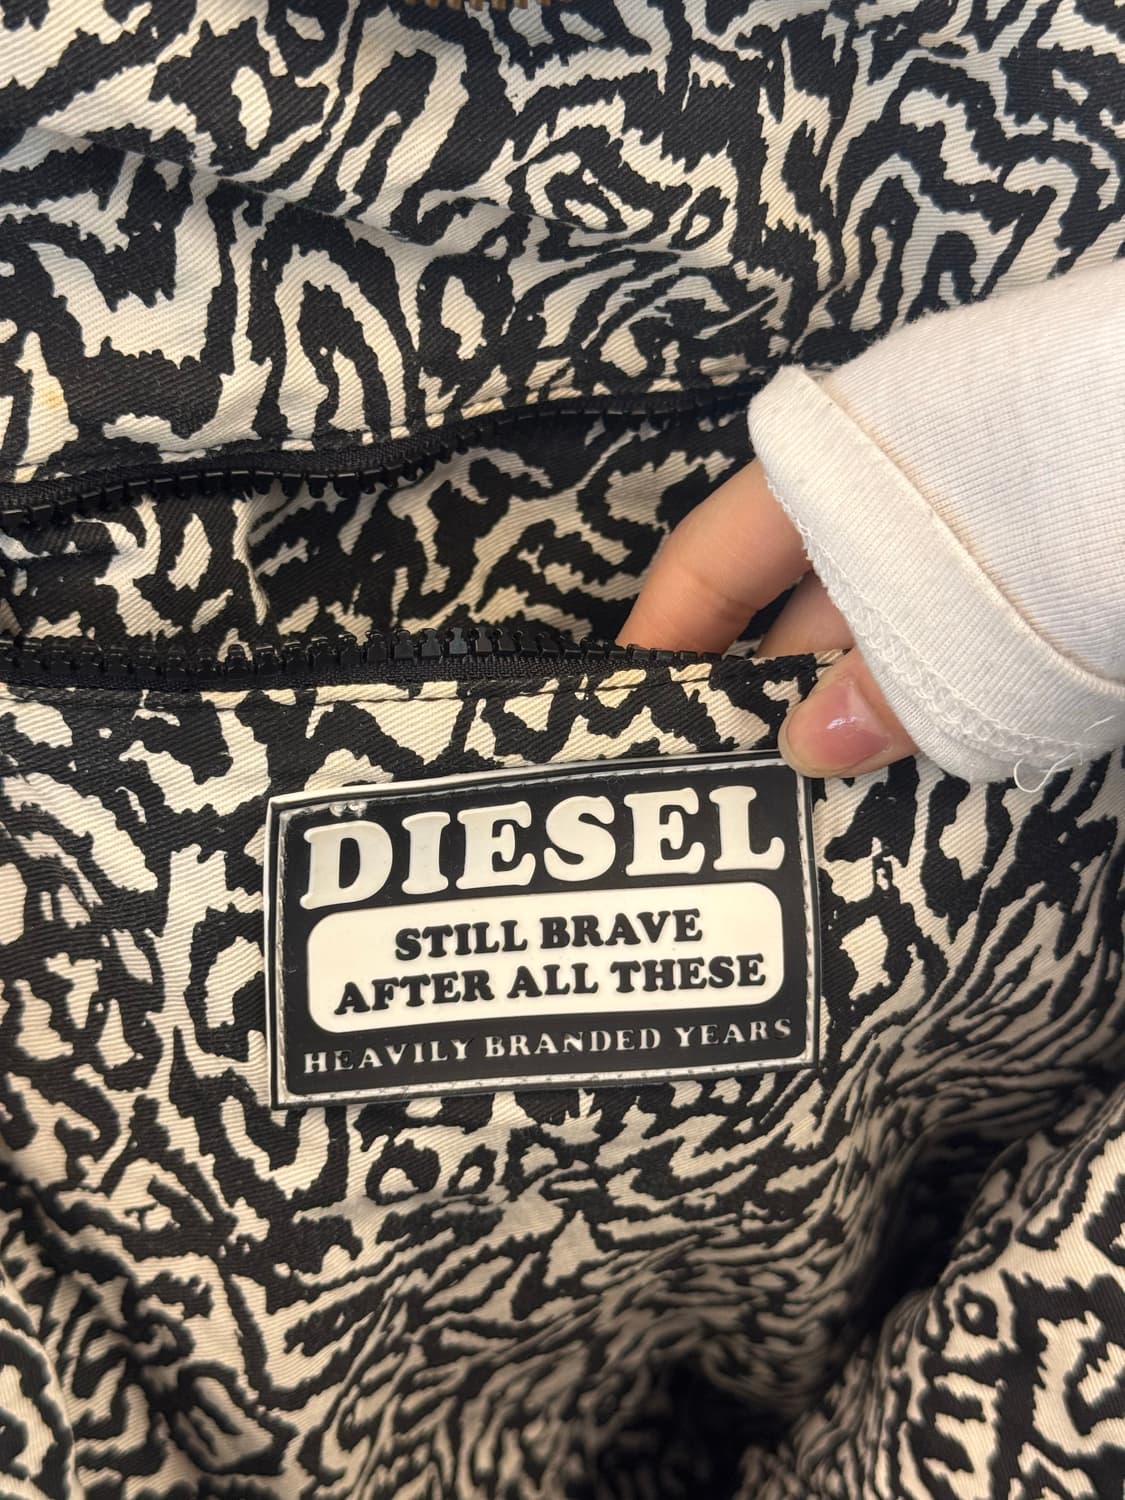 DIESEL
STILL BRAVE
AFTER ALL THESE
HEAVILY BRANDED YEARS